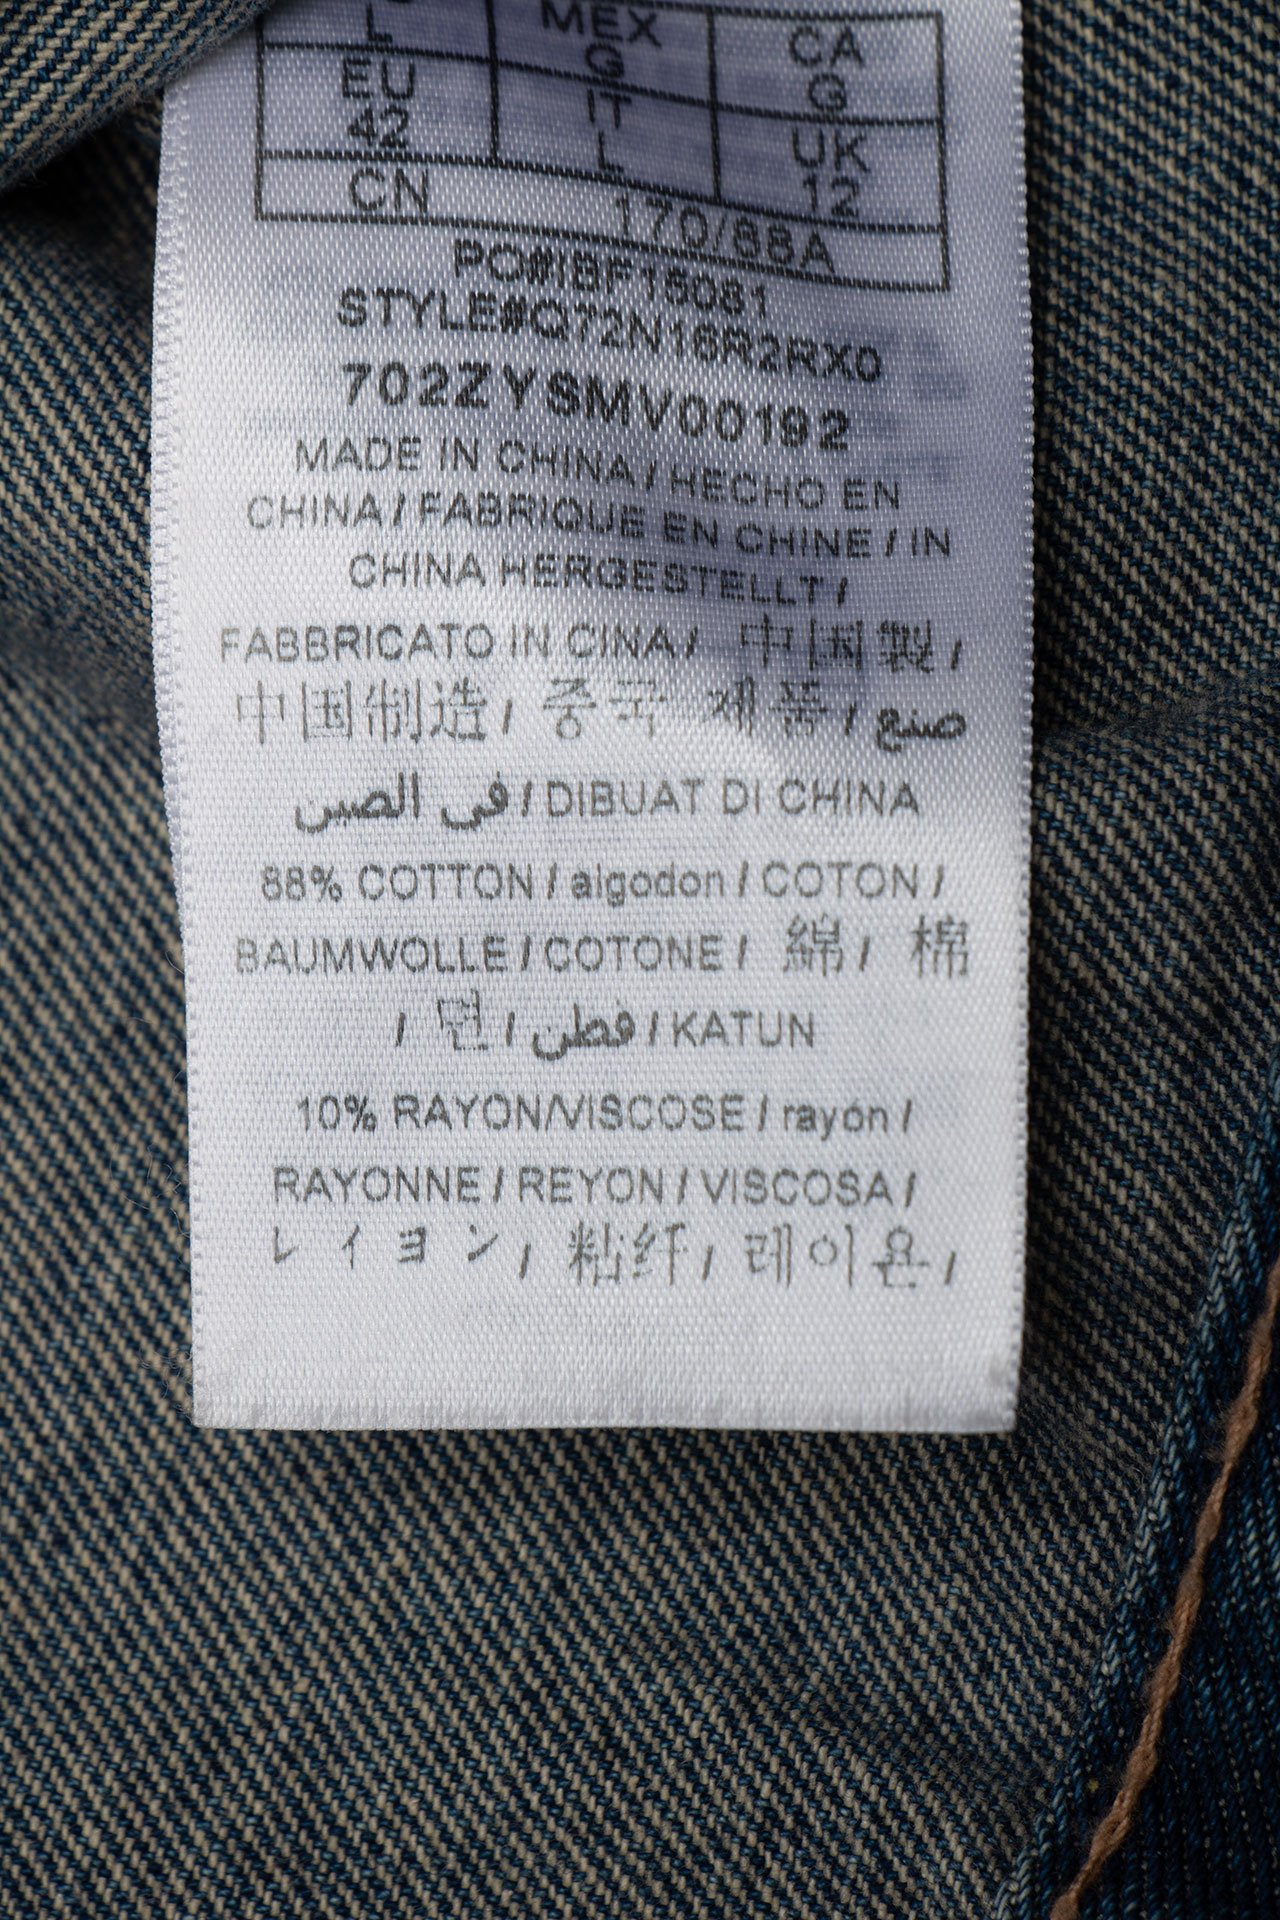 L MEX CA
EU G G
42 IT UK
CN L 12
170/88A
PO#IBF15081
STYLE#Q72N16R2RX0
702ZYSMV00192
MADE IN CHINA / HECHO EN
CHINA / FABRIQUE EN CHINE / IN
CHINA HERGESTELLT /
FABBRICATO IN CINA / 中国製 /
中国制造 / 중국 제품 / صنع
في الصين / DIBUAT DI CHINA
88% COTTON / algodon / COTON /
BAUMWOLLE / COTONE / 綿 / 棉
/ 면 / قطن / KATUN
10% RAYON/VISCOSE / rayón /
RAYONNE / REYON / VISCOSA /
レイヨン / 粘纤 / 레이온 /